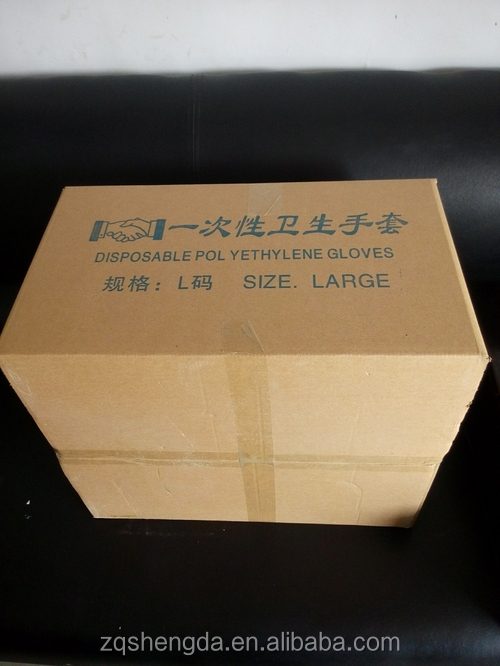 一次性卫生手套
DISPOSABLE POL YETHYLENE GLOVES
规格：L码 SIZE. LARGE
zqshengda.en.alibaba.com